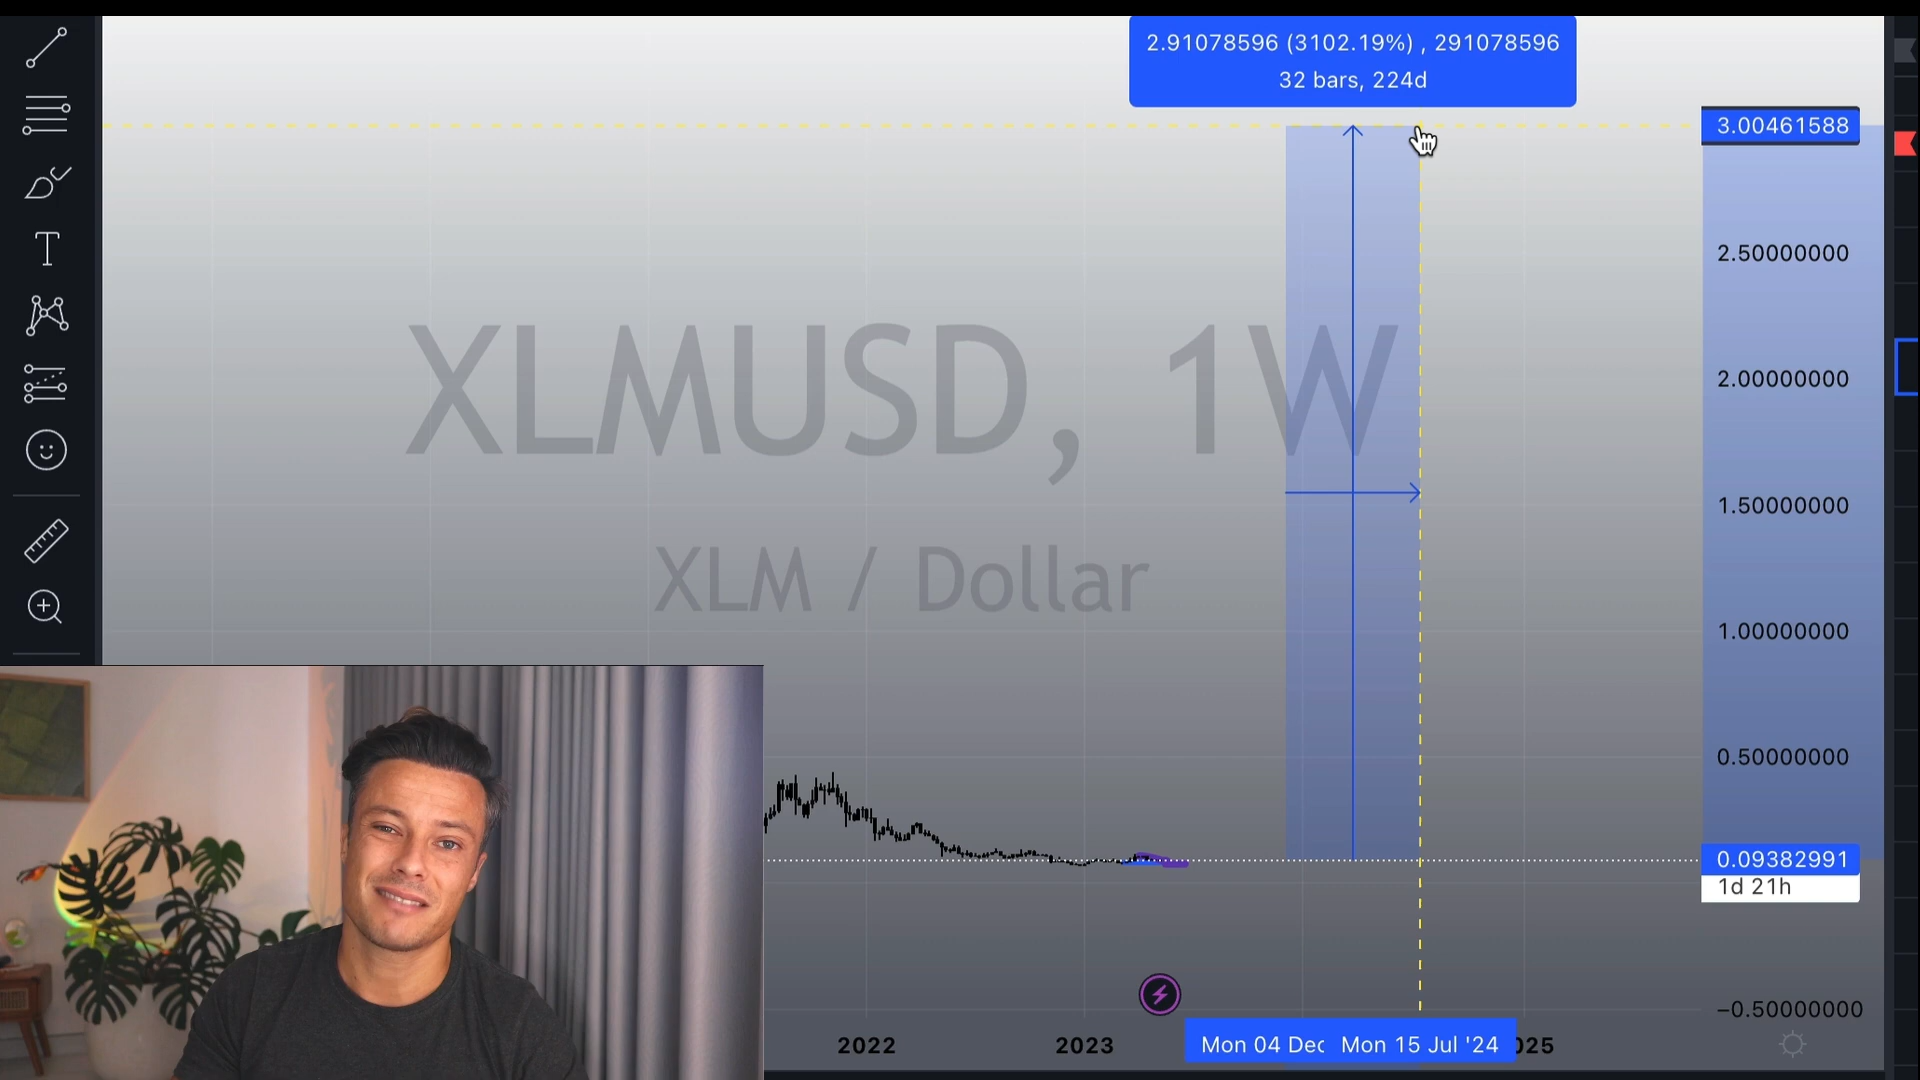 2.91078596 (3102.19%) , 291078596
32 bars, 224d
3.00461588
2.50000000
XLMUSD, 1W
2.00000000
1.50000000
XLM / Dollar
1.00000000
0.50000000
0.09382991
1d 21h
−0.50000000
2022
2023
Mon 04 Dec
Mon 15 Jul '24
025